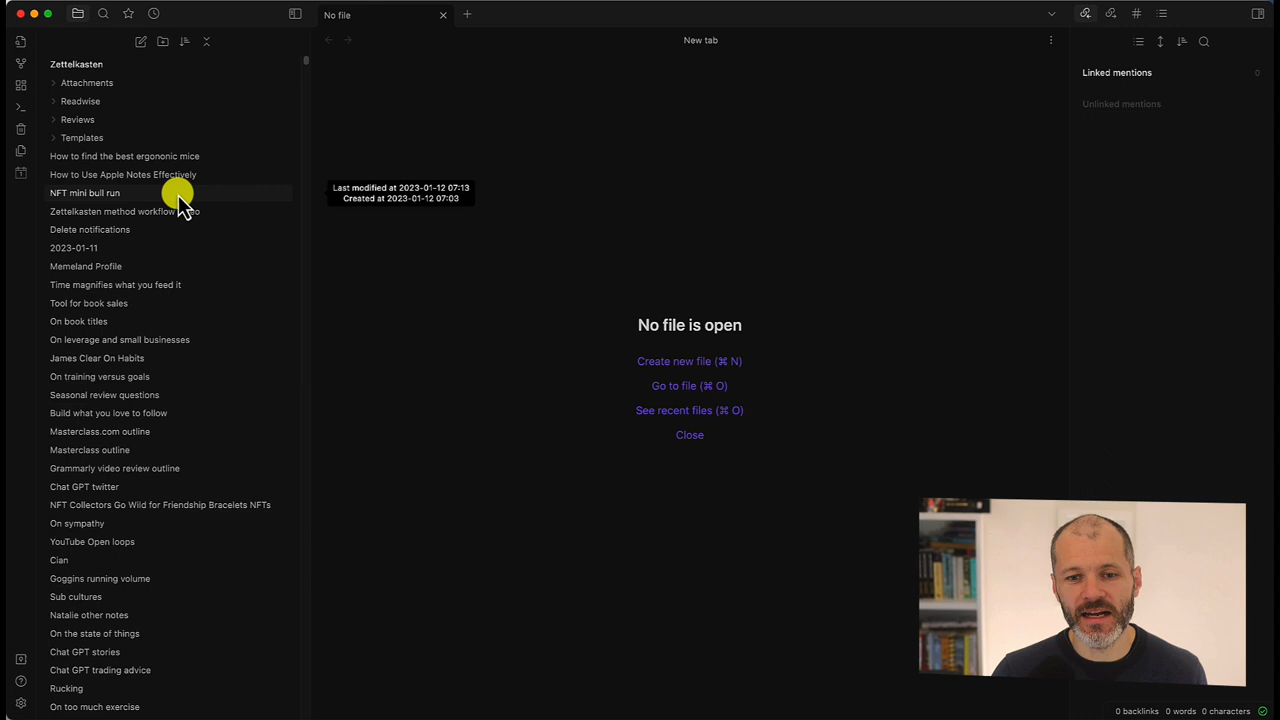 No file
New tab
Zettelkasten
Attachments
Readwise
Reviews
Templates
How to find the best ergononic mice
How to Use Apple Notes Effectively
NFT mini bull run
Zettelkasten method workflow
Delete notifications
2023-01-11
Memeland Profile
Time magnifies what you feed it
Tool for book sales
On book titles
On leverage and small businesses
James Clear On Habits
On training versus goals
Seasonal review questions
Build what you love to follow
Masterclass.com outline
Masterclass outline
Grammarly video review outline
Chat GPT twitter
NFT Collectors Go Wild for Friendship Bracelets NFTs
On sympathy
YouTube Open loops
Cian
Goggins running volume
Sub cultures
Natalie other notes
On the state of things
Chat GPT stories
Chat GPT trading advice
Rucking
On too much exercise
Last modified at 2023-01-12 07:13
Created at 2023-01-12 07:03
No file is open
Create new file (⌘ N)
Go to file (⌘ O)
See recent files (⌘ O)
Close
Linked mentions 0
Unlinked mentions
0 backlinks 0 words 0 characters